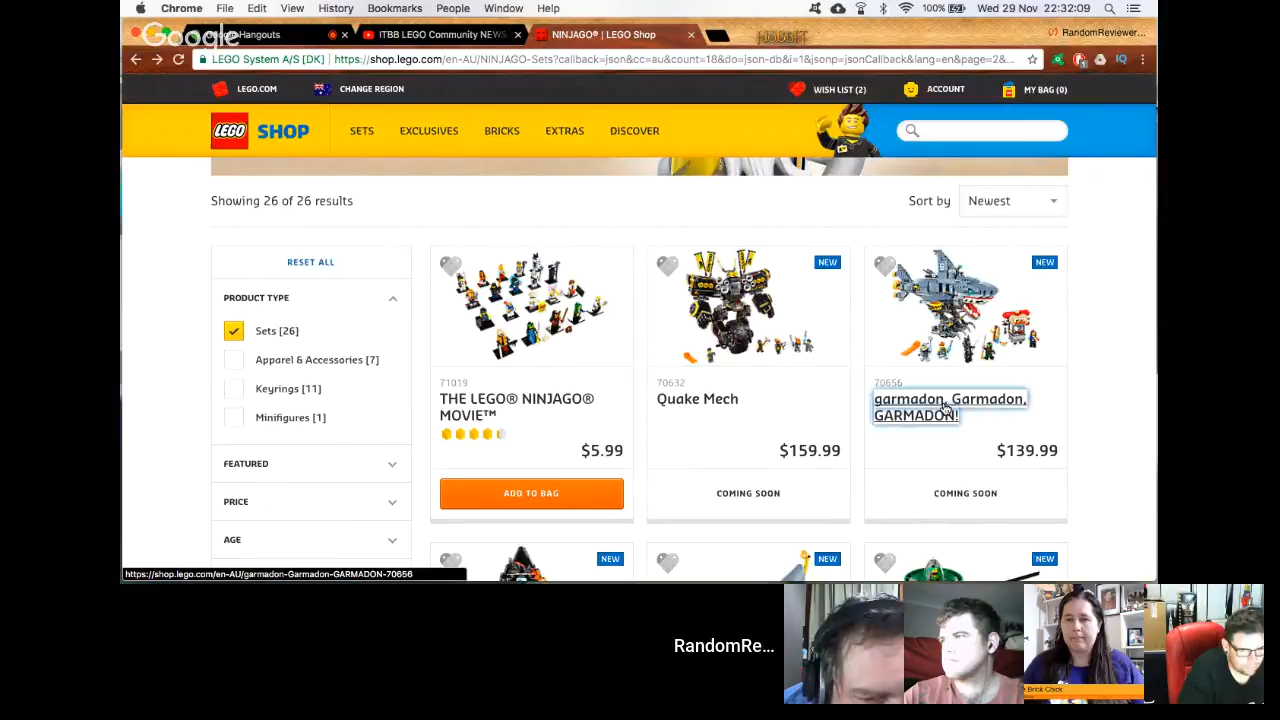 Chrome File Edit View History Bookmarks People Window Help 100% Wed 29 Nov 22:32:09
Google Hangouts ITBB LEGO Community NEWS NINJAGO® | LEGO Shop HOBBIT RandomReviewer...
LEGO System A/S [DK] https://shop.lego.com/en-AU/NINJAGO-Sets?callback=json&cc=au&count=18&do=json-db&i=1&jsonp=jsonCallback&lang=en&page=2&...
LEGO.COM CHANGE REGION WISH LIST (2) ACCOUNT MY BAG (0)
LEGO SHOP SETS EXCLUSIVES BRICKS EXTRAS DISCOVER
Showing 26 of 26 results Sort by Newest
RESET ALL
PRODUCT TYPE
Sets [26]
Apparel & Accessories [7]
Keyrings [11]
Minifigures [1]
FEATURED
PRICE
AGE
71019
THE LEGO® NINJAGO®
MOVIE™
$5.99
ADD TO BAG
NEW
70632
Quake Mech
$159.99
COMING SOON
NEW
70656
garmadon, Garmadon,
GARMADON!
$139.99
COMING SOON
NEW NEW NEW
https://shop.lego.com/en-AU/garmadon-Garmadon-GARMADON-70656
RandomRe...
Brick Chick